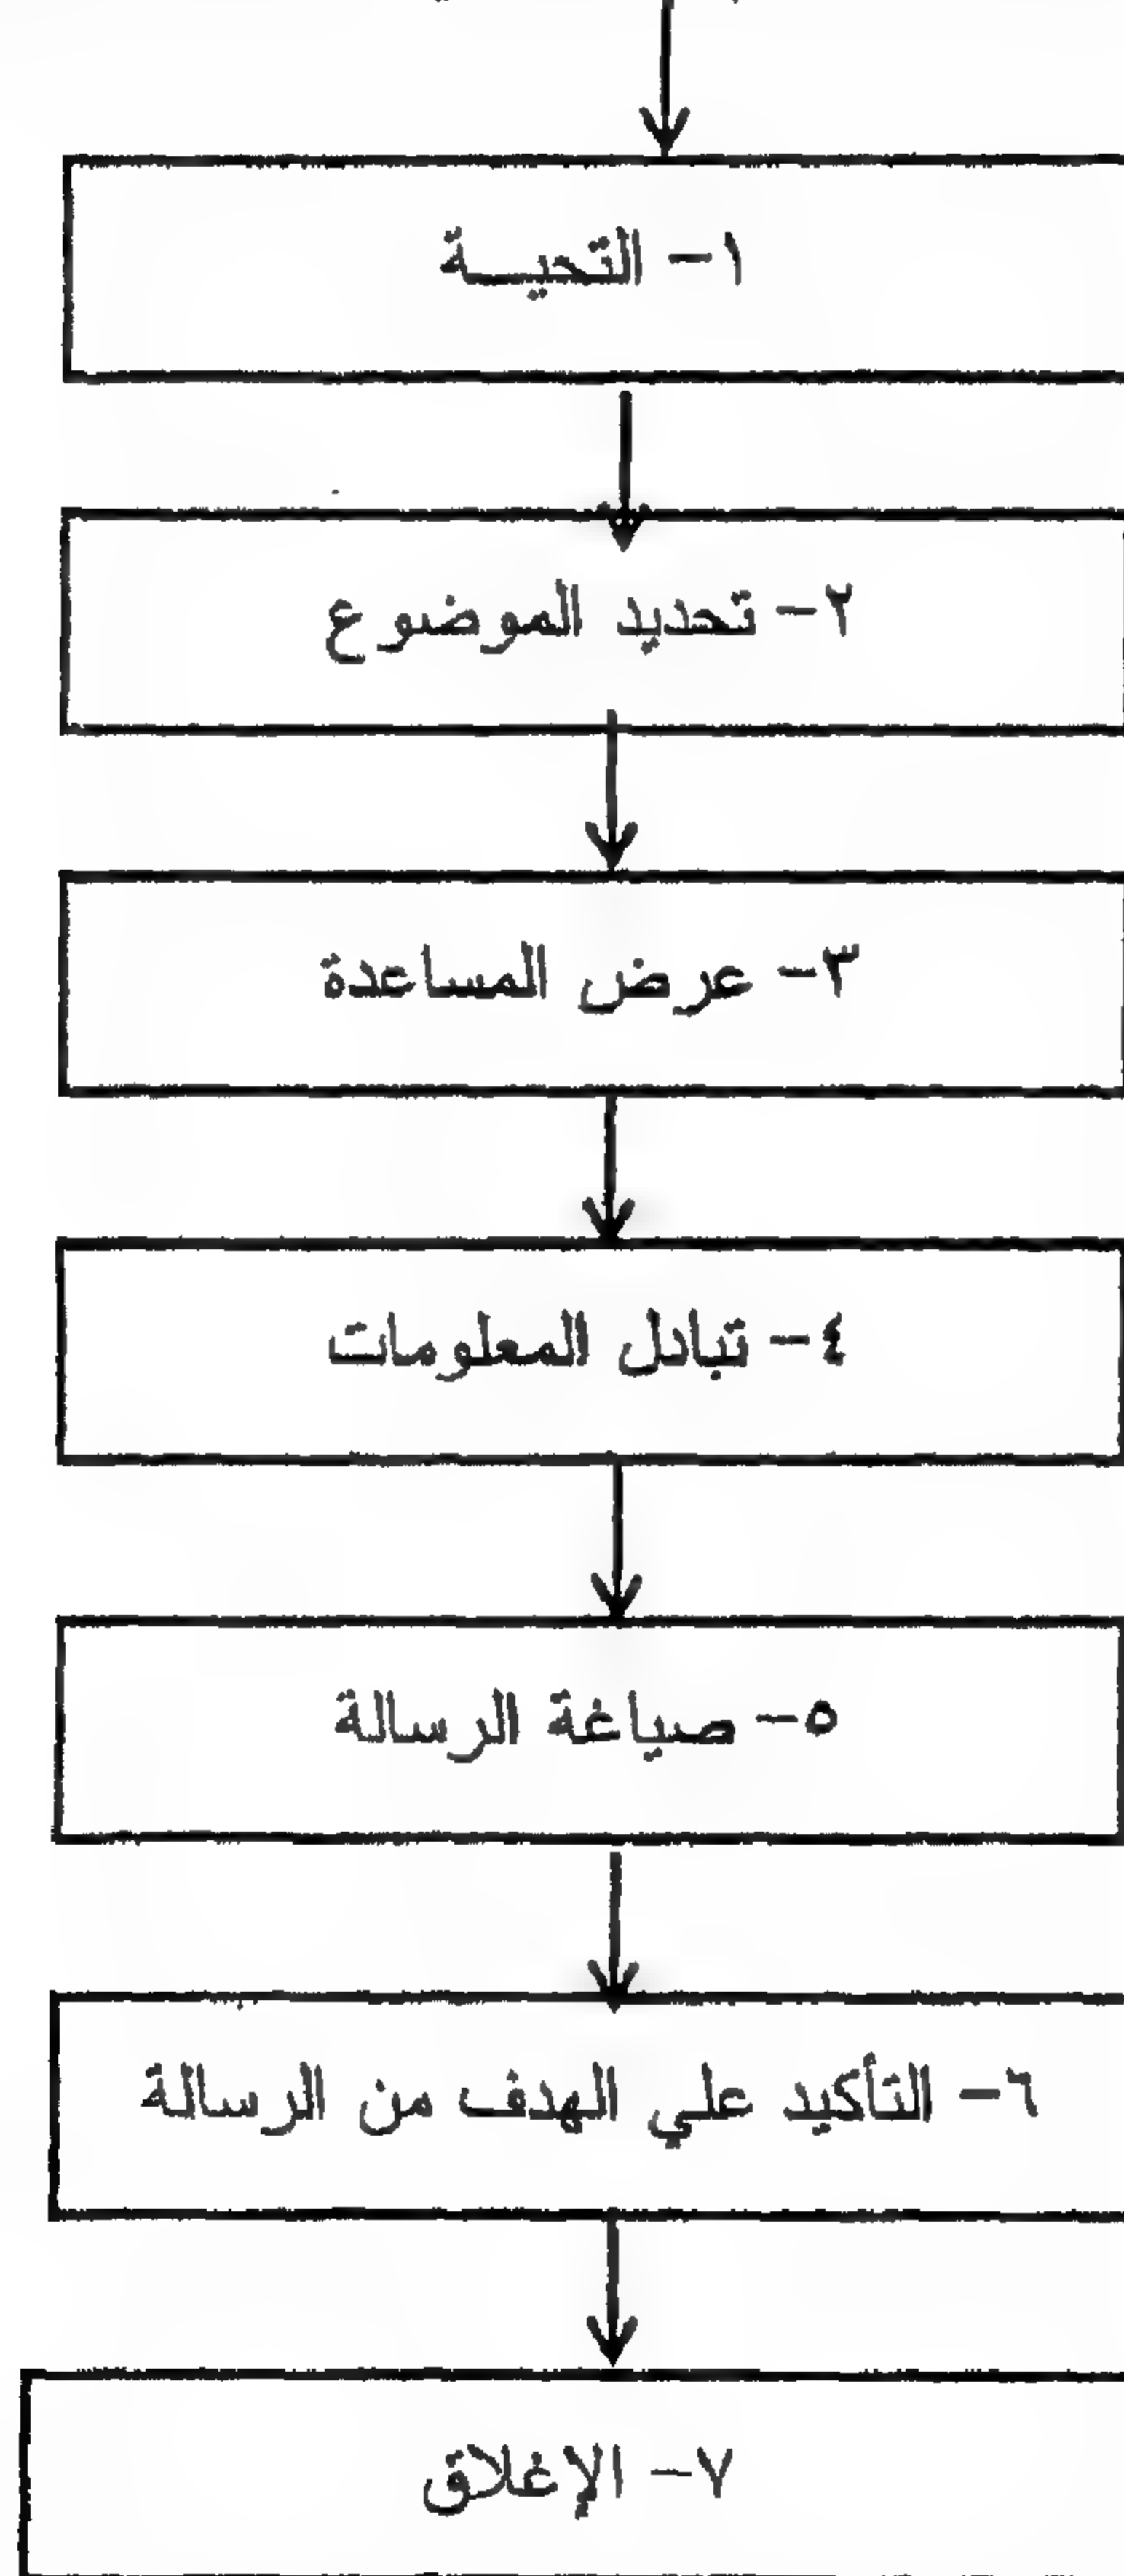 ١- التحيــة
٢- تحديد الموضوع
٣- عرض المساعدة
٤- تبادل المعلومات
٥- صياغة الرسالة
٦- التأكيد علي الهدف من الرسالة
٧- الإغلاق